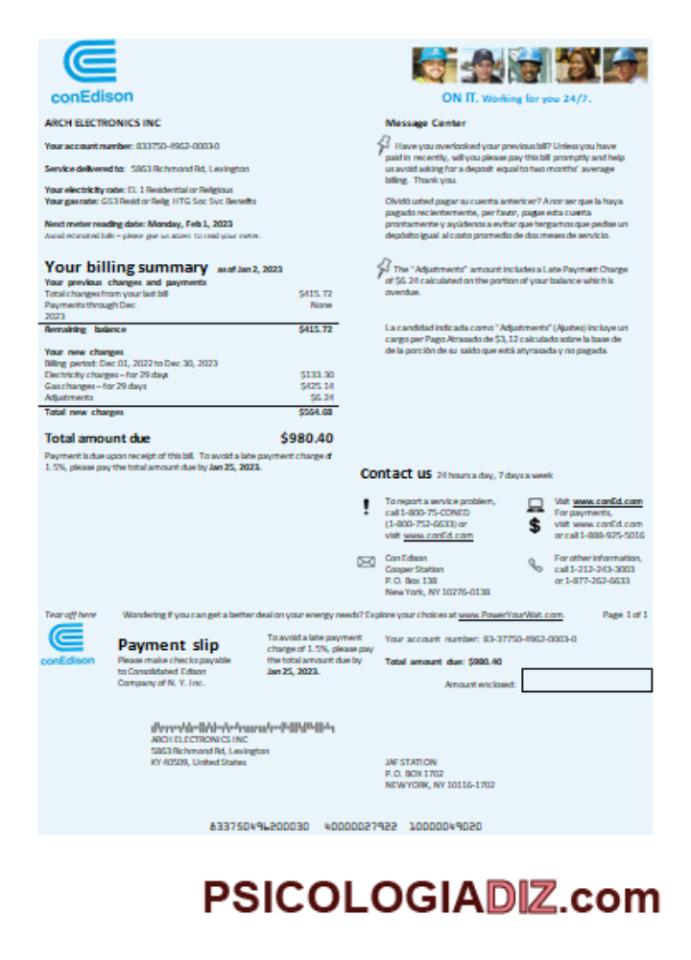 conEdison
ON IT. Working for you 24/7.
ARCH ELECTRONICS INC
Your account number: 833750-4962-0003-0
Service delivered to: 5863 Richmond Rd, Lexington
Your electricity rate: EL 1 Residential or Religious
Your gas rate: GS3 Resid or Relig HTG Soc Svc Benefits
Next meter reading date: Monday, Feb 1, 2023
Avoid estimated bills – please give us access to read your meter.
Your billing summary as of Jan 2, 2023
Your previous changes and payments
Total changes from your last bill $415.72
Payments through Dec None
2023
Remaining balance $415.72
Your new changes
Billing period: Dec 01, 2022 to Dec 30, 2023
Electricity charges – for 29 days $133.30
Gas changes – for 29 days $425.14
Adjustments $6.24
Total new charges $564.68
Total amount due $980.40
Payment is due upon receipt of this bill. To avoid a late payment charge of
1.5%, please pay the total amount due by Jan 25, 2023.
Message Center
Have you overlooked your previous bill? Unless you have
paid in recently, will you please pay this bill promptly and help
us avoid asking for a deposit equal to two months' average
billing. Thank you.
Olvidó usted pagar su cuenta anterior? A nor ser que la haya
pagado recientemente, per favor, pague esta cuenta
prontamente y ayúdenos a evitar que tergamos que pedise un
depósito igual al costo promedio de dos meses de servicio.
The "Adjustments" amount includes a Late Payment Charge
of $6.24 calculated on the portion of your balance which is
overdue.
La candidad indicada como "Adjustments" (Ajustes) incluye un
cargo per Pago Atrasado de $3,12 calculado sobre la base de
de la porción de su saldo que está atyrasada y no pagada.
Contact us 24 hours a day, 7 days a week
To report a service problem,
call 1-800-75-CONED
(1-800-752-6633) or
visit www.conEd.com
Visit www.conEd.com
For payments,
visit www.conEd.com
or call 1-888-925-5016
Con Edison
Cooper Station
P.O. Box 138
New York, NY 10276-0138
For other information,
call 1-212-243-3003
or 1-877-262-6633
Tear off here Wondering if you can get a better deal on your energy needs? Explore your choices at www.PowerYourWat.com. Page 1 of 1
conEdison
Payment slip
Please make checks payable
to Consolidated Edison
Company of N. Y. Inc.
To avoid a late payment
charge of 1.5%, please pay
the total amount due by
Jan 25, 2023.
Your account number: 83-37750-4962-0003-0
Total amount due: $980.40
Amount enclosed:
ARCH ELECTRONICS INC
5863 Richmond Rd, Lexington
KY 40509, United States
JAF STATION
P.O. BOX 1702
NEW YORK, NY 10116-1702
833750496200030 40000027922 10000049020
PSICOLOGIADIZ.com